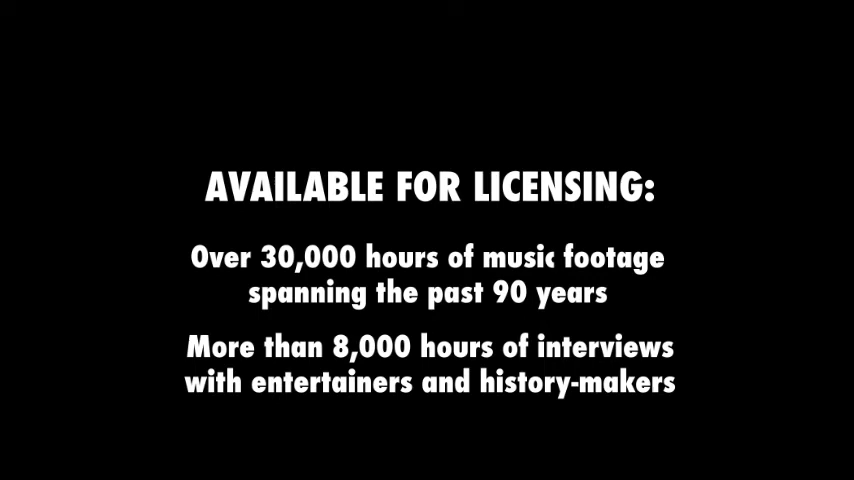 AVAILABLE FOR LICENSING:
Over 30,000 hours of music footage
spanning the past 90 years
More than 8,000 hours of interviews
with entertainers and history-makers